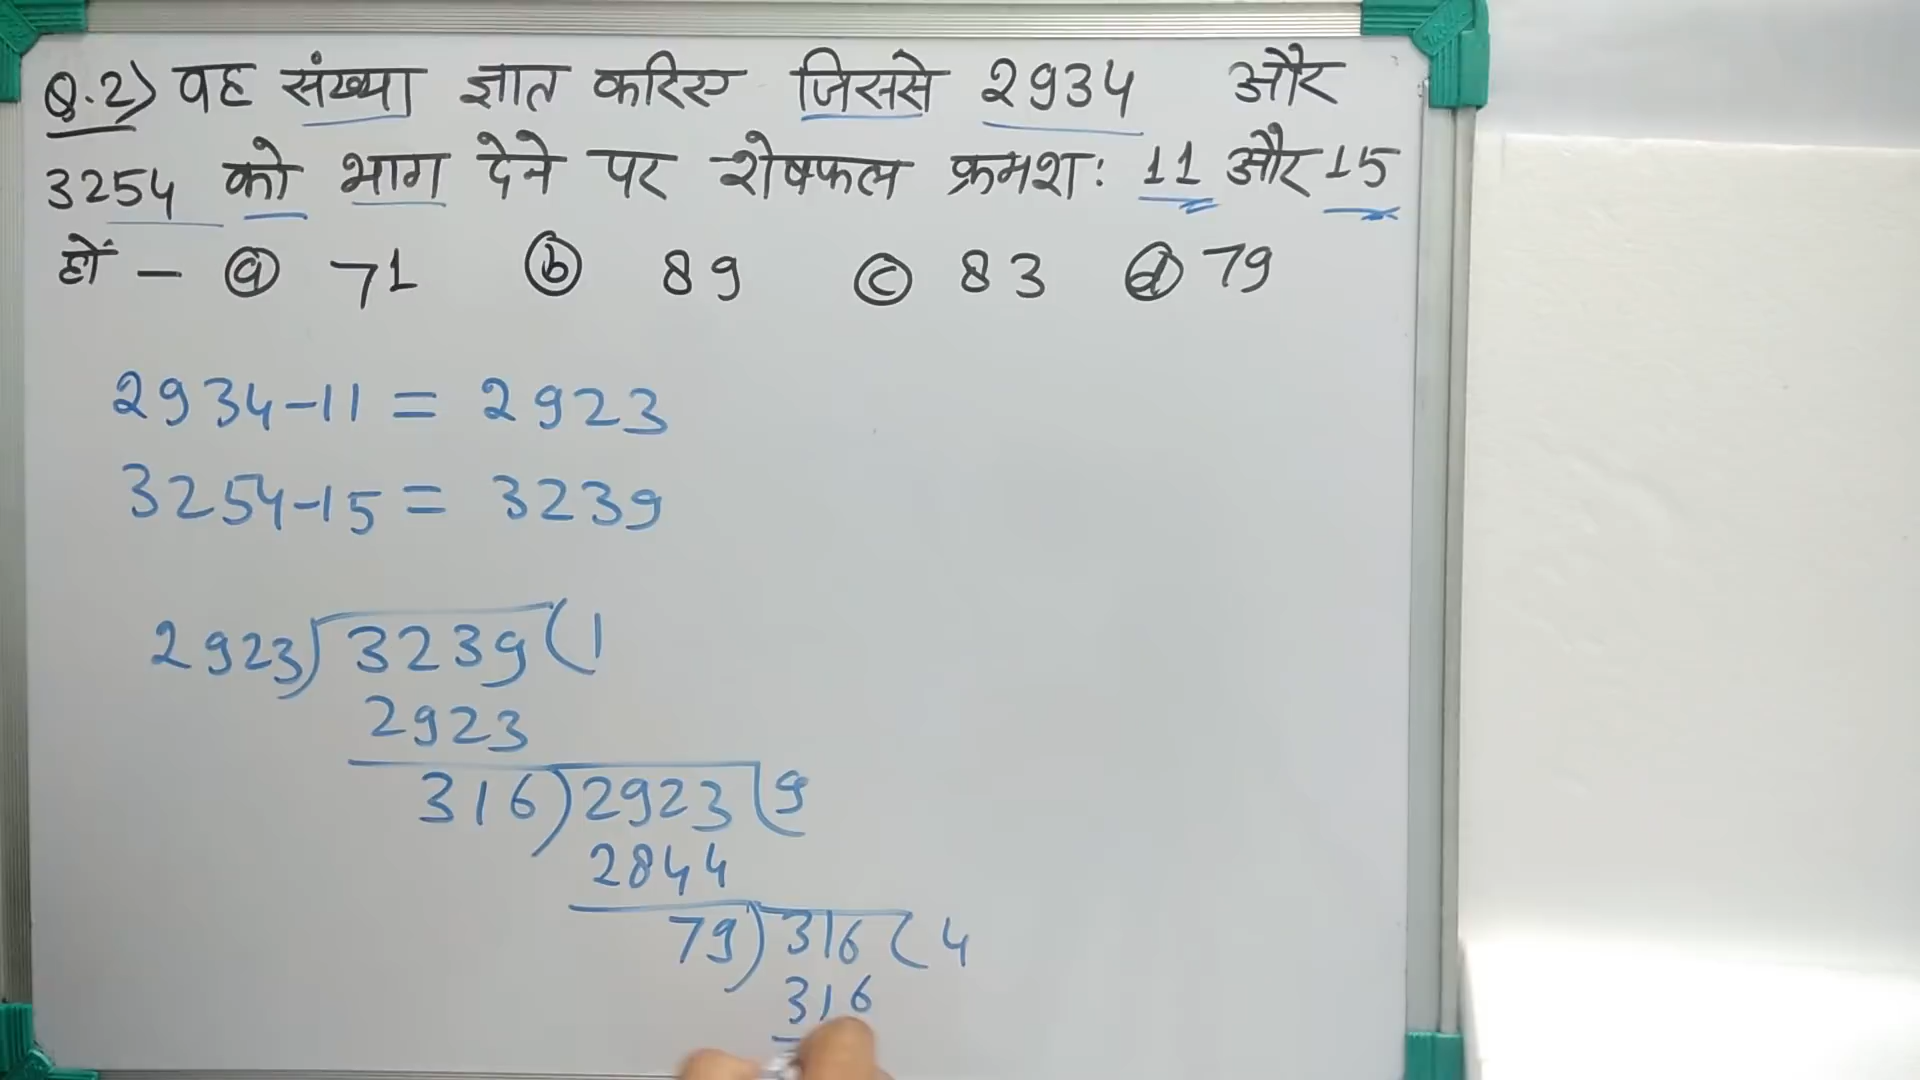 Q.2) वह संख्या ज्ञात करिए जिससे 2934 और
3254 को भाग देने पर शेषफल क्रमश: 11 और 15
हों – ⓐ 71 ⓑ 89 ⓒ 83 ⓓ 79
2934-11 = 2923
3254-15 = 3239
2923)3239(1
2923
316)2923(9
2844
79)316(4
316